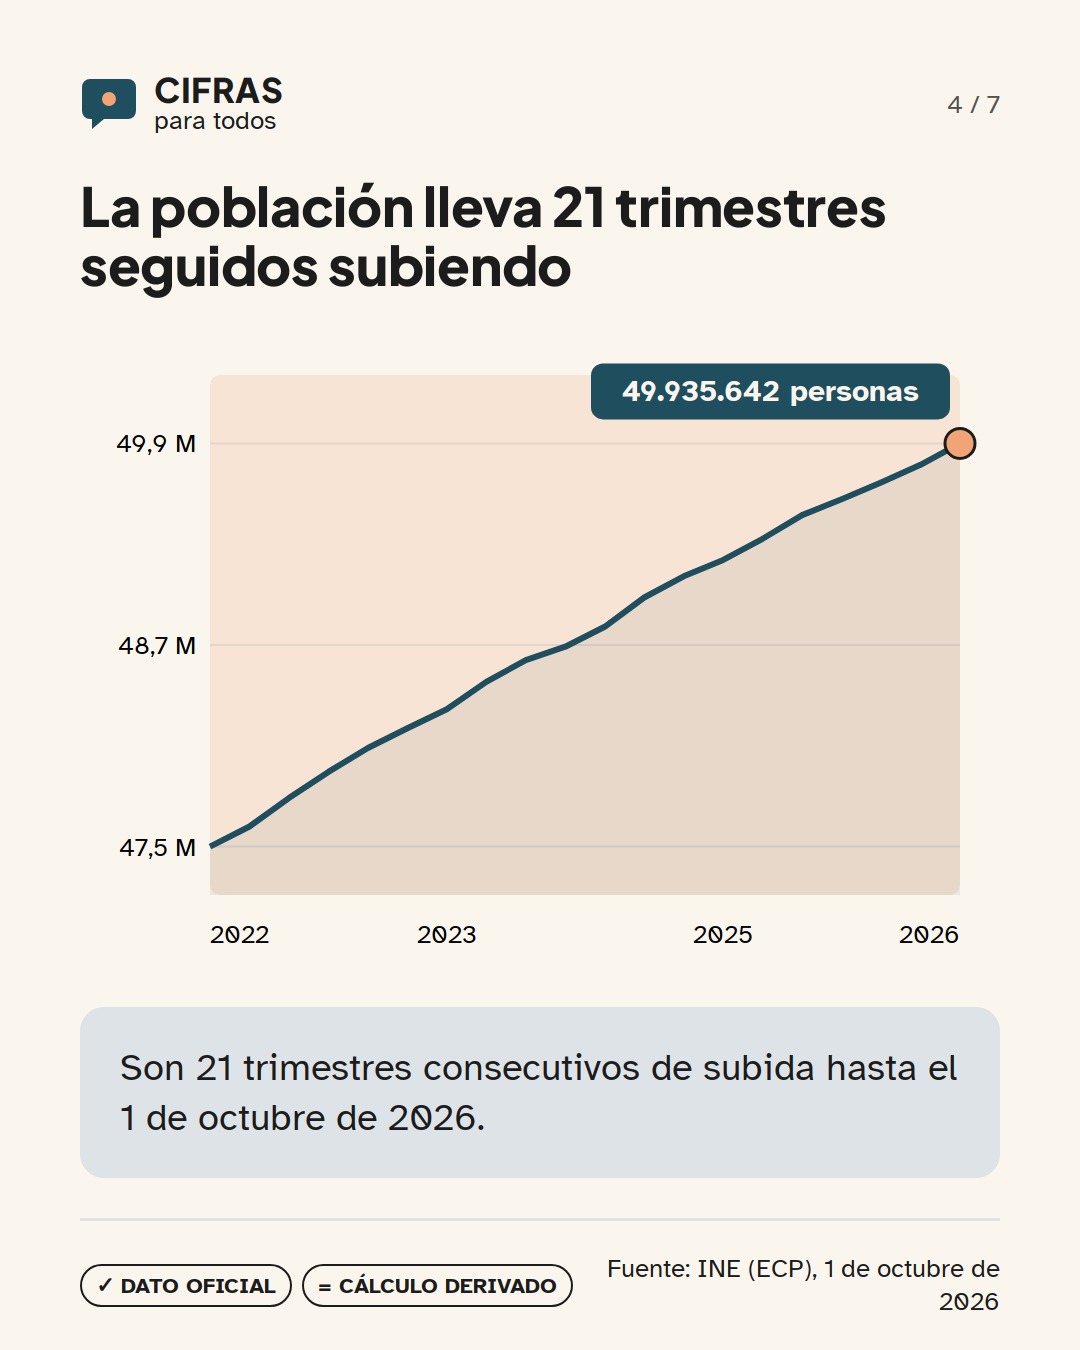 CIFRAS
para todos
4 / 7
La población lleva 21 trimestres
seguidos subiendo
49.935.642 personas
49,9 M
48,7 M
47,5 M
2022 2023 2025 2026
Son 21 trimestres consecutivos de subida hasta el
1 de octubre de 2026.
✓ DATO OFICIAL
= CÁLCULO DERIVADO
Fuente: INE (ECP), 1 de octubre de
2026